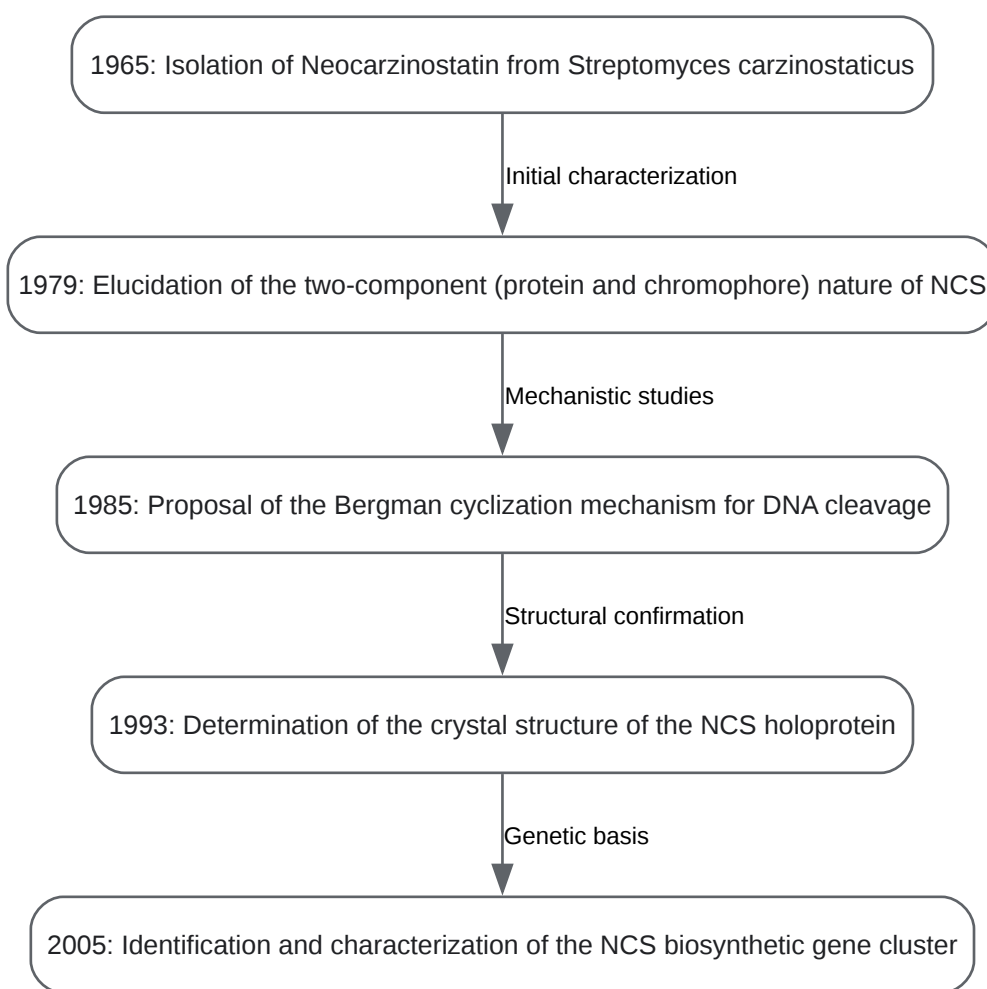 1965: Isolation of Neocarzinostatin from Streptomyces carzinostaticus
Initial characterization
1979: Elucidation of the two-component (protein and chromophore) nature of NCS
Mechanistic studies
1985: Proposal of the Bergman cyclization mechanism for DNA cleavage
Structural confirmation
1993: Determination of the crystal structure of the NCS holoprotein
Genetic basis
2005: Identification and characterization of the NCS biosynthetic gene cluster